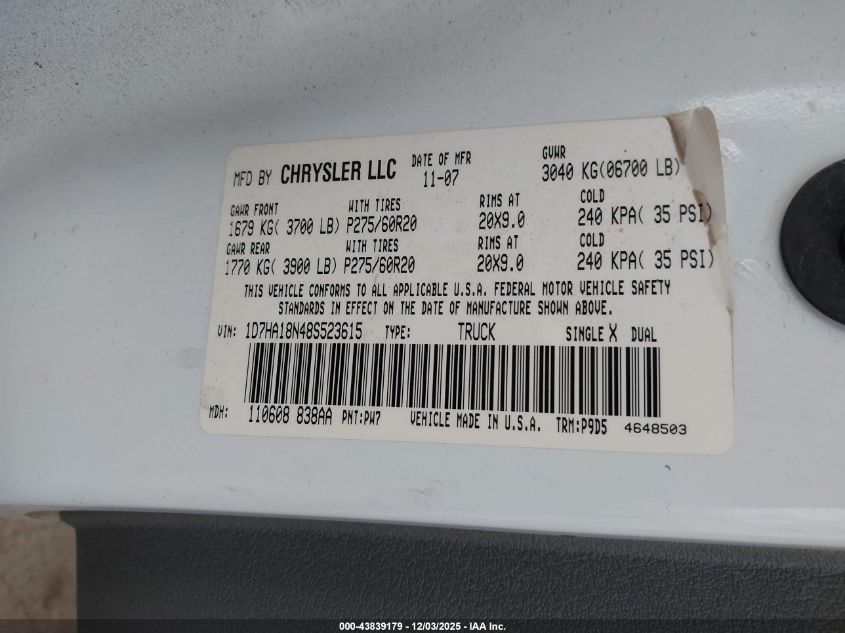 MFD BY CHRYSLER LLC DATE OF MFR 11-07 GVWR 3040 KG(06700 LB)
GAWR FRONT WITH TIRES RIMS AT COLD
1679 KG( 3700 LB) P275/60R20 20X9.0 240 KPA( 35 PSI)
GAWR REAR WITH TIRES RIMS AT COLD
1770 KG( 3900 LB) P275/60R20 20X9.0 240 KPA( 35 PSI)
THIS VEHICLE CONFORMS TO ALL APPLICABLE U.S.A. FEDERAL MOTOR VEHICLE SAFETY
STANDARDS IN EFFECT ON THE DATE OF MANUFACTURE SHOWN ABOVE.
VIN: 1D7HA18N48S523615 TYPE: TRUCK SINGLE X DUAL
MDH: 110608 838AA PNT:PW7 VEHICLE MADE IN U.S.A. TRM:P9D5 4648503
000-43839179 - 12/03/2025 - IAA Inc.